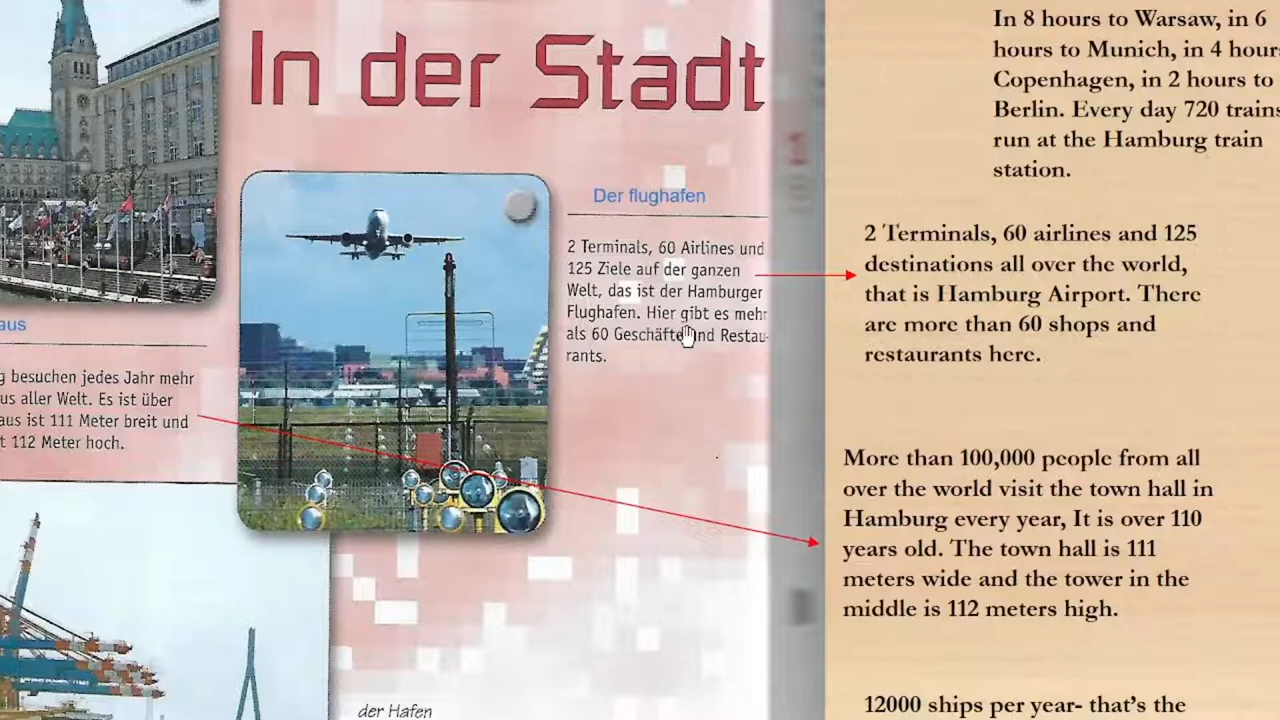 In der Stadt
Der flughafen
2 Terminals, 60 Airlines und
125 Ziele auf der ganzen
Welt, das ist der Hamburger
Flughafen. Hier gibt es mehr
als 60 Geschäfte und Restau-
rants.
aus
g besuchen jedes Jahr mehr
us aller Welt. Es ist über
aus ist 111 Meter breit und
t 112 Meter hoch.
der Hafen
In 8 hours to Warsaw, in 6
hours to Munich, in 4 hours
Copenhagen, in 2 hours to
Berlin. Every day 720 trains
run at the Hamburg train
station.
2 Terminals, 60 airlines and 125
destinations all over the world,
that is Hamburg Airport. There
are more than 60 shops and
restaurants here.
More than 100,000 people from all
over the world visit the town hall in
Hamburg every year, It is over 110
years old. The town hall is 111
meters wide and the tower in the
middle is 112 meters high.
12000 ships per year- that's the